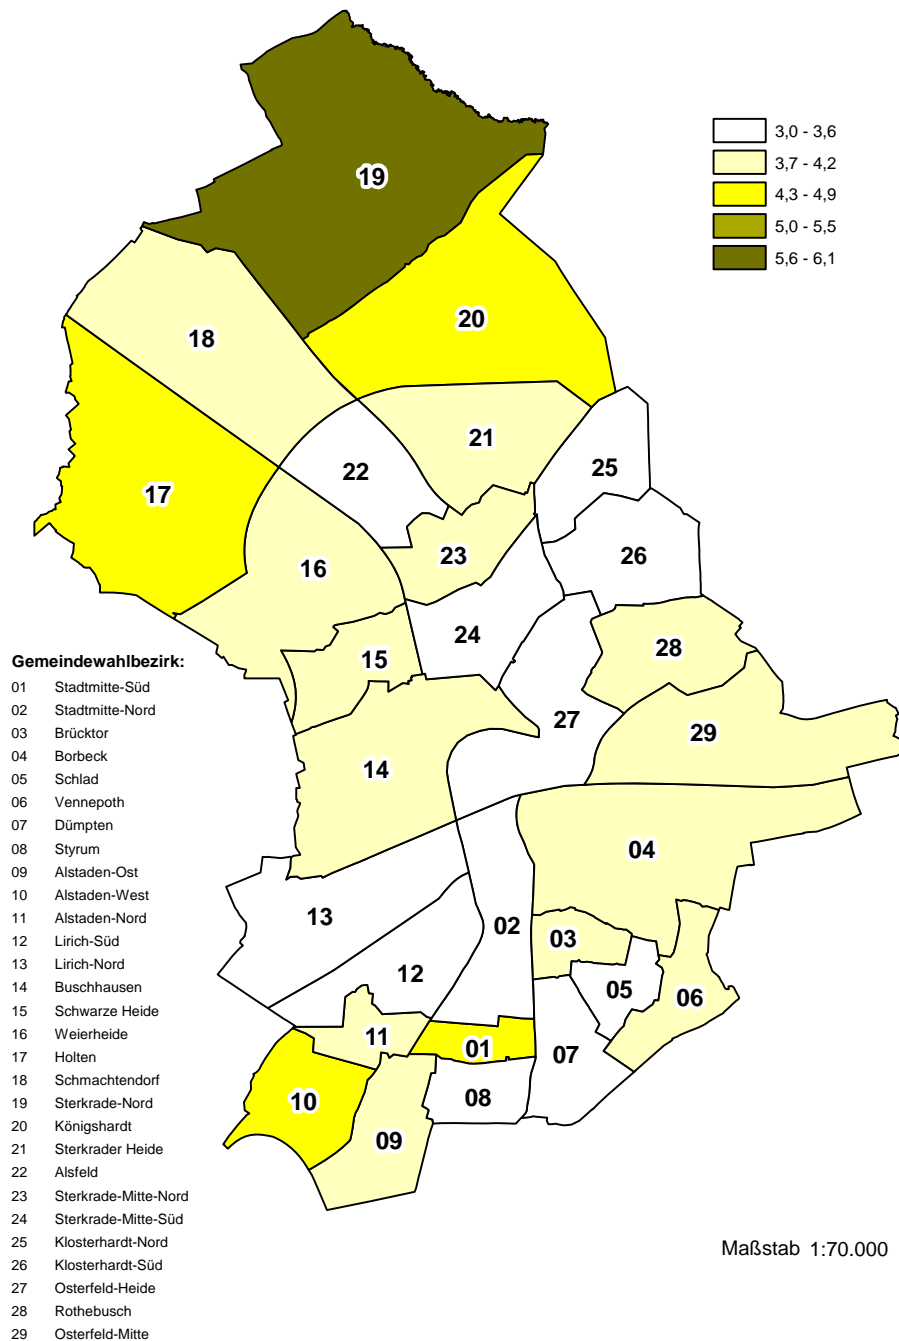 19
3,0 - 3,6
3,7 - 4,2
4,3 - 4,9
5,0 - 5,5
5,6 - 6,1
20
18
21
22
25
17
23
26
16
24
28
15
27
29
14
04
13
02
03
12
05
06
11
01
07
08
10
09
Gemeindewahlbezirk:
01 Stadtmitte-Süd
02 Stadtmitte-Nord
03 Brücktor
04 Borbeck
05 Schlad
06 Vennepoth
07 Dümpten
08 Styrum
09 Alstaden-Ost
10 Alstaden-West
11 Alstaden-Nord
12 Lirich-Süd
13 Lirich-Nord
14 Buschhausen
15 Schwarze Heide
16 Weierheide
17 Holten
18 Schmachtendorf
19 Sterkrade-Nord
20 Königshardt
21 Sterkrader Heide
22 Alsfeld
23 Sterkrade-Mitte-Nord
24 Sterkrade-Mitte-Süd
25 Klosterhardt-Nord
26 Klosterhardt-Süd
27 Osterfeld-Heide
28 Rothebusch
29 Osterfeld-Mitte
Maßstab 1:70.000